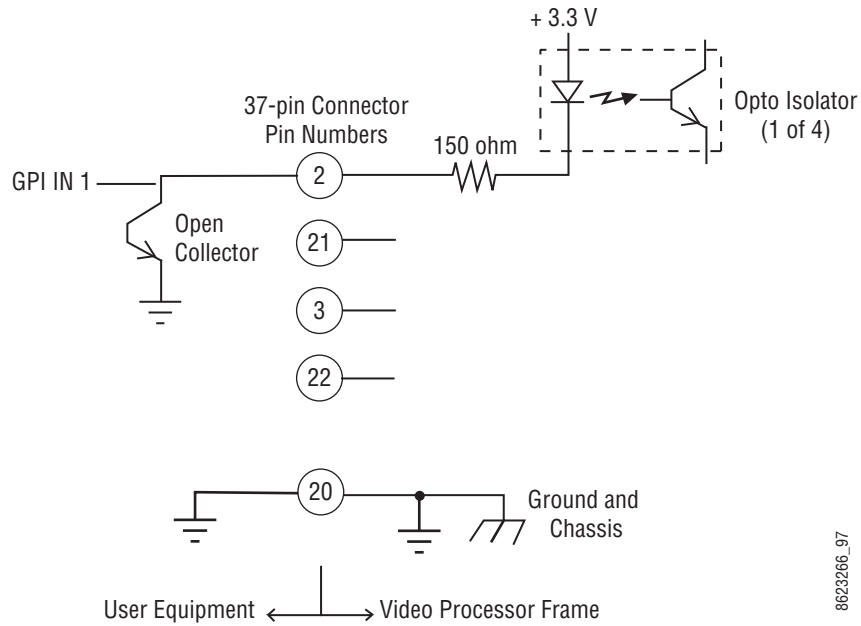 + 3.3 V
Opto Isolator
(1 of 4)
37-pin Connector
Pin Numbers
150 ohm
GPI IN 1
2
Open
Collector
21
3
22
20
Ground and
Chassis
User Equipment
Video Processor Frame
8623266_97